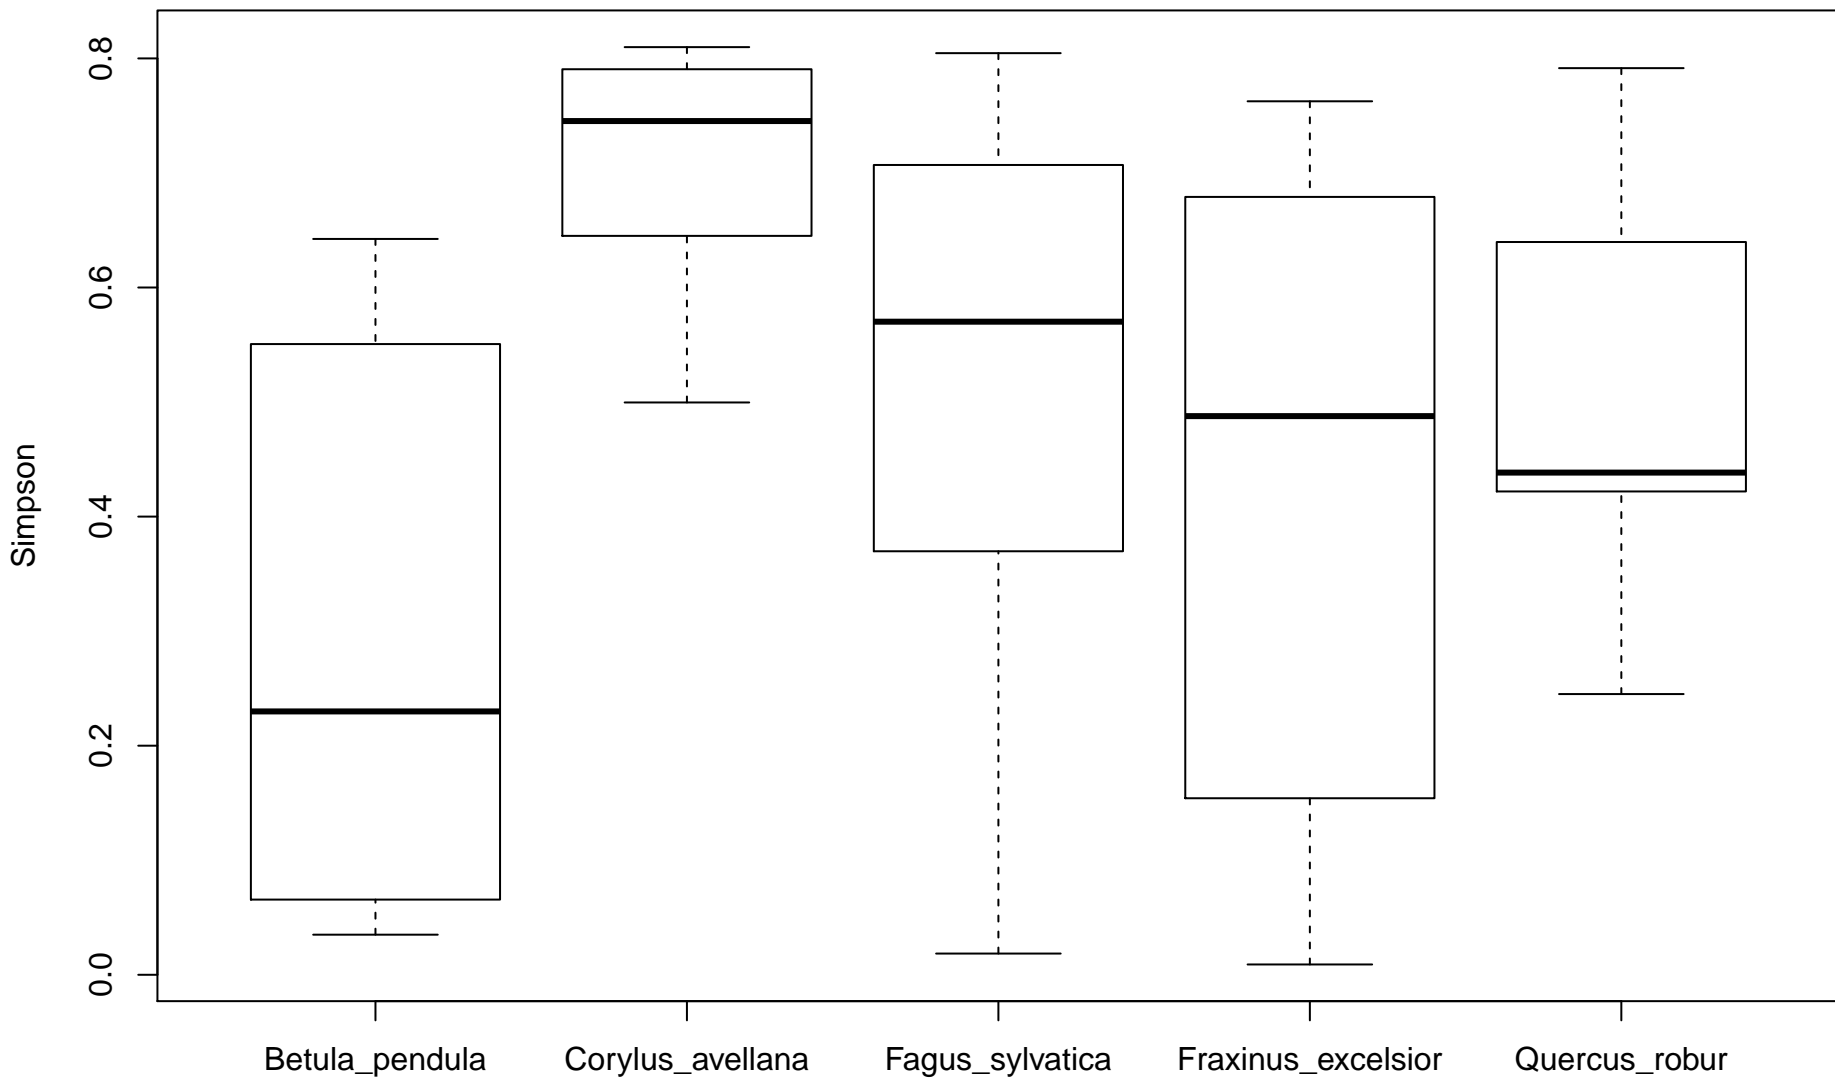 Simpson
0.8
0.6
0.4
0.2
0.0
Betula_pendula Corylus_avellana Fagus_sylvatica Fraxinus_excelsior Quercus_robur